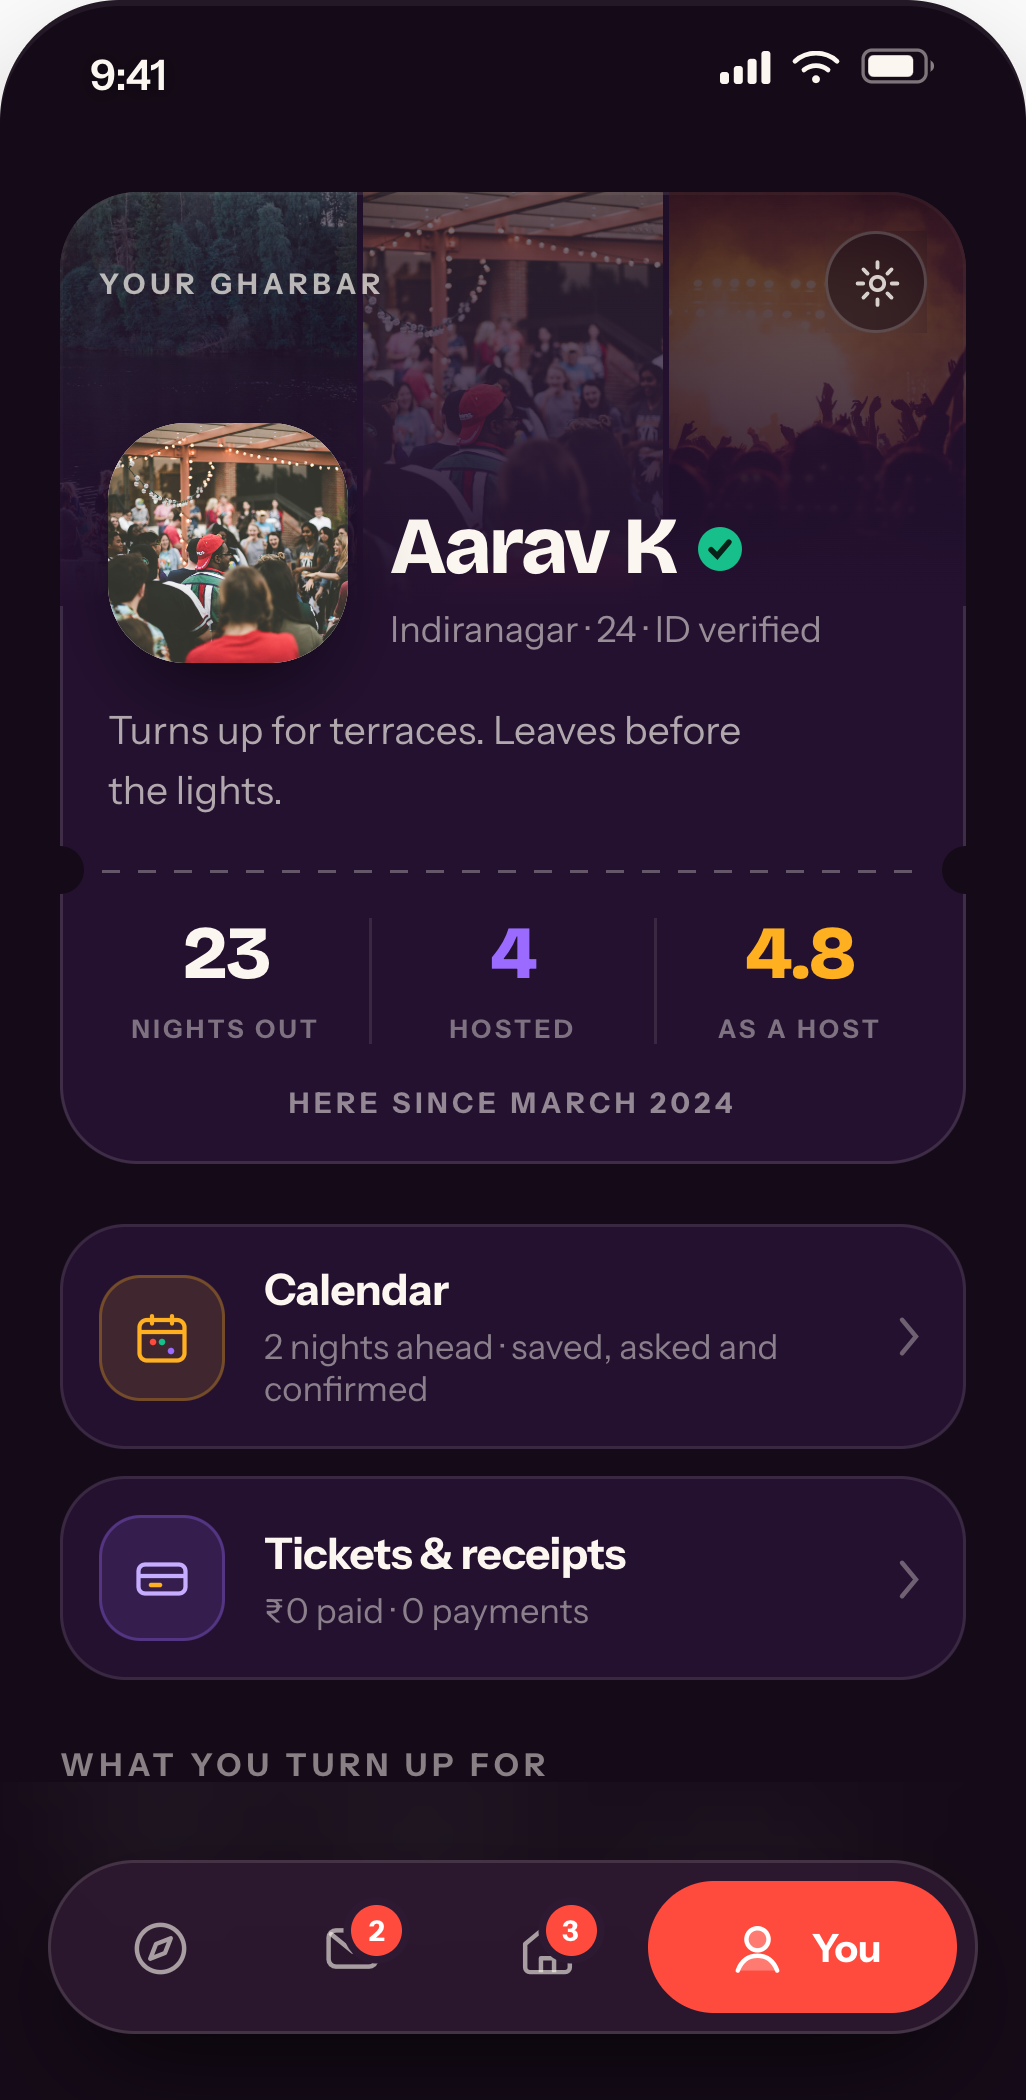 9:41
YOUR GHARBAR
Aarav K
Indiranagar · 24 · ID verified
Turns up for terraces. Leaves before
the lights.
23
4
4.8
NIGHTS OUT
HOSTED
AS A HOST
HERE SINCE MARCH 2024
Calendar
2 nights ahead · saved, asked and
confirmed
Tickets & receipts
₹0 paid · 0 payments
WHAT YOU TURN UP FOR
2
3
You